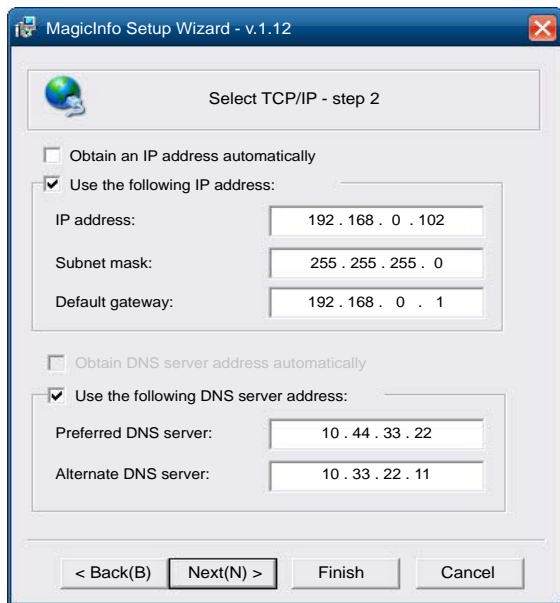 MagicInfo Setup Wizard - v.1.12
Select TCP/IP - step 2
Obtain an IP address automatically
Use the following IP address:
IP address: 192 . 168 . 0 . 102
Subnet mask: 255 . 255 . 255 . 0
Default gateway: 192 . 168 . 0 . 1
Obtain DNS server address automatically
Use the following DNS server address:
Preferred DNS server: 10 . 44 . 33 . 22
Alternate DNS server: 10 . 33 . 22 . 11
< Back(B) Next(N) > Finish Cancel